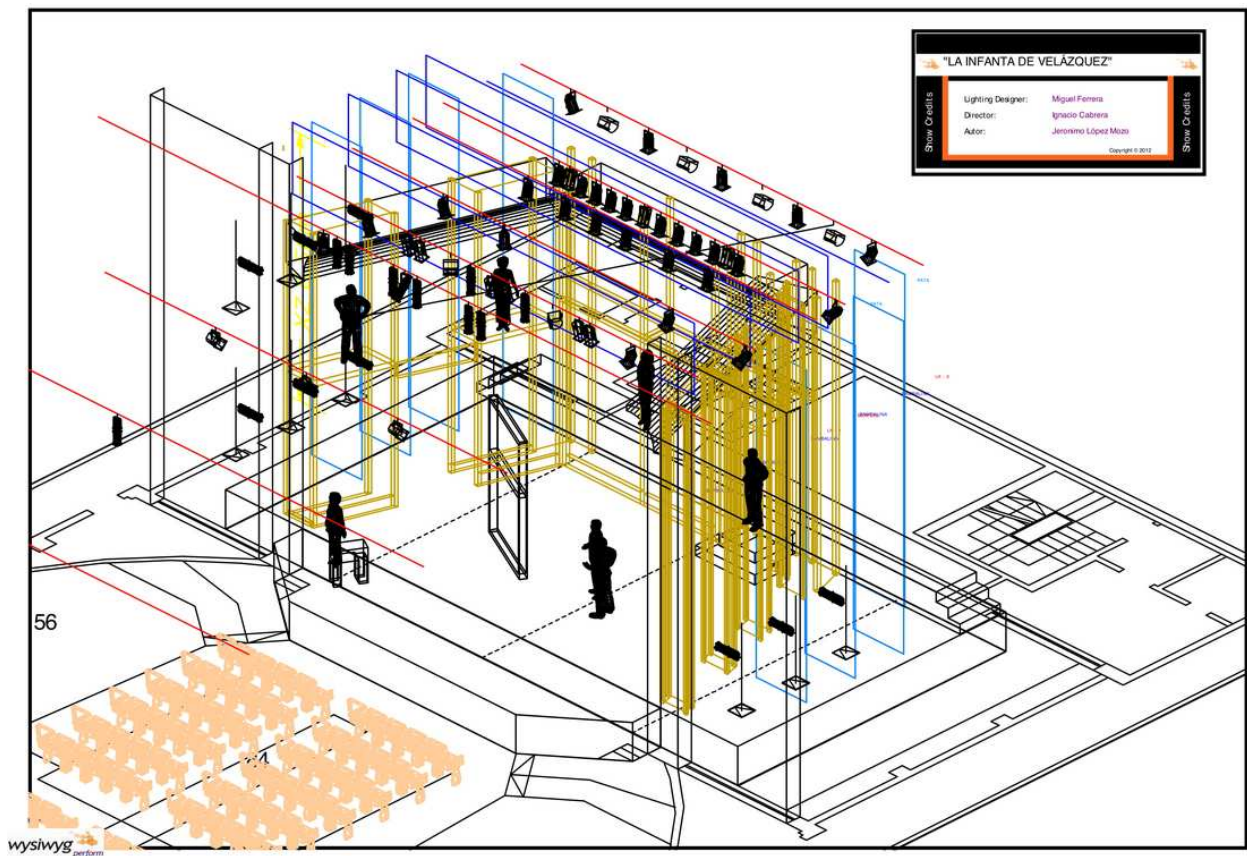 "LA INFANTA DE VELÁZQUEZ"
Show Credits
Lighting Designer: Miguel Ferrera
Director: Ignacio Cabrera
Autor: Jeronimo López Mozo
Copyright © 2012
Show Credits
56
wysiwyg
perform